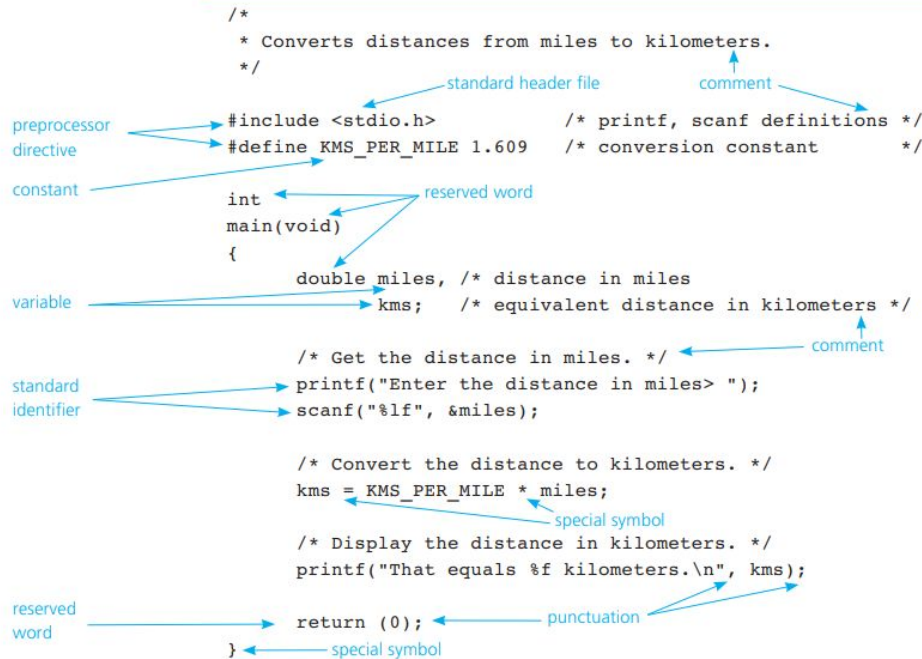 /*
* Converts distances from miles to kilometers.
*/
standard header file comment
preprocessor directive
#include <stdio.h> /* printf, scanf definitions */
#define KMS_PER_MILE 1.609 /* conversion constant */
constant
reserved word
int
main(void)
{
variable
double miles, /* distance in miles
kms; /* equivalent distance in kilometers */
comment
/* Get the distance in miles. */
standard identifier
printf("Enter the distance in miles> ");
scanf("%lf", &miles);
/* Convert the distance to kilometers. */
kms = KMS_PER_MILE * miles;
special symbol
/* Display the distance in kilometers. */
printf("That equals %f kilometers.\n", kms);
reserved word
punctuation
return (0);
} special symbol